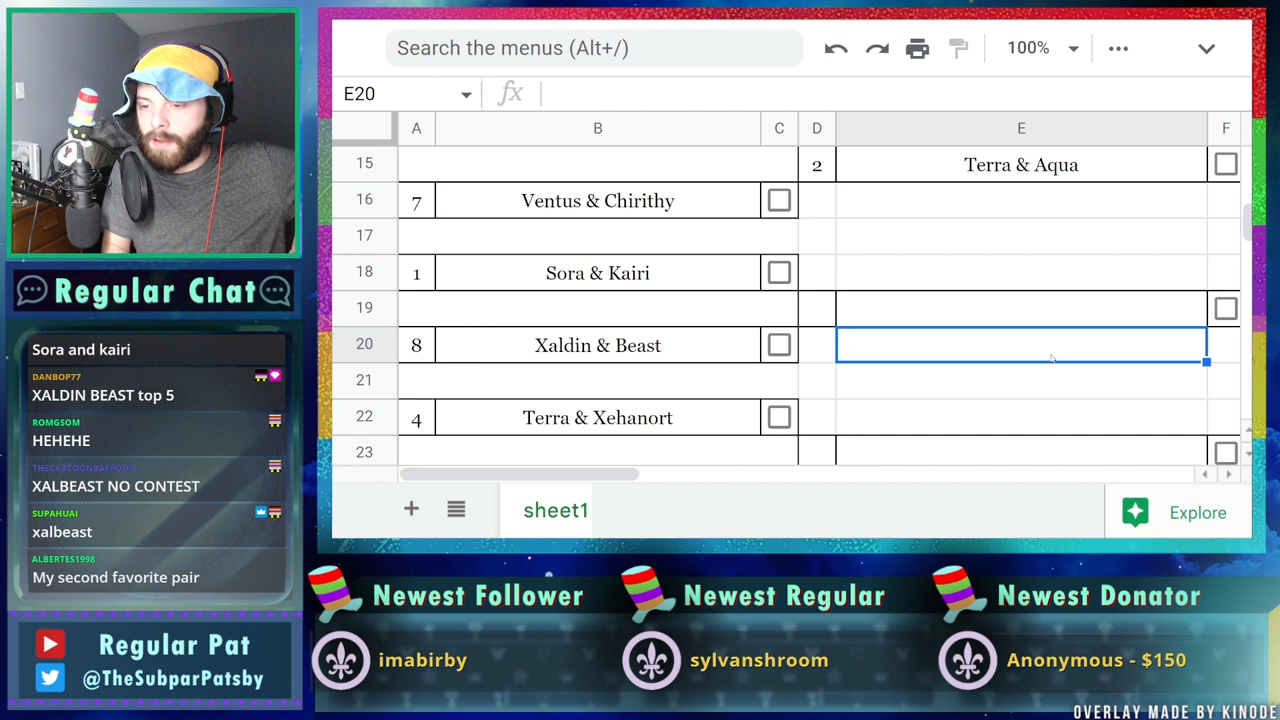 Search the menus (Alt+/)
100%
E20
fx
A B C D E F
15 2 Terra & Aqua
16 7 Ventus & Chirithy
17
18 1 Sora & Kairi
19
20 8 Xaldin & Beast
21
22 4 Terra & Xehanort
23
sheet1
Explore
Regular Chat
Sora and kairi
DANBOP77
XALDIN BEAST top 5
ROMGSOM
HEHEHE
THECARTOONBAFFOON
XALBEAST NO CONTEST
SUPAHUAI
xalbeast
ALBERTES1998
My second favorite pair
Regular Pat
@TheSubparPatsby
Newest Follower
imabirby
Newest Regular
sylvanshroom
Newest Donator
Anonymous - $150
OVERLAY MADE BY KINODE